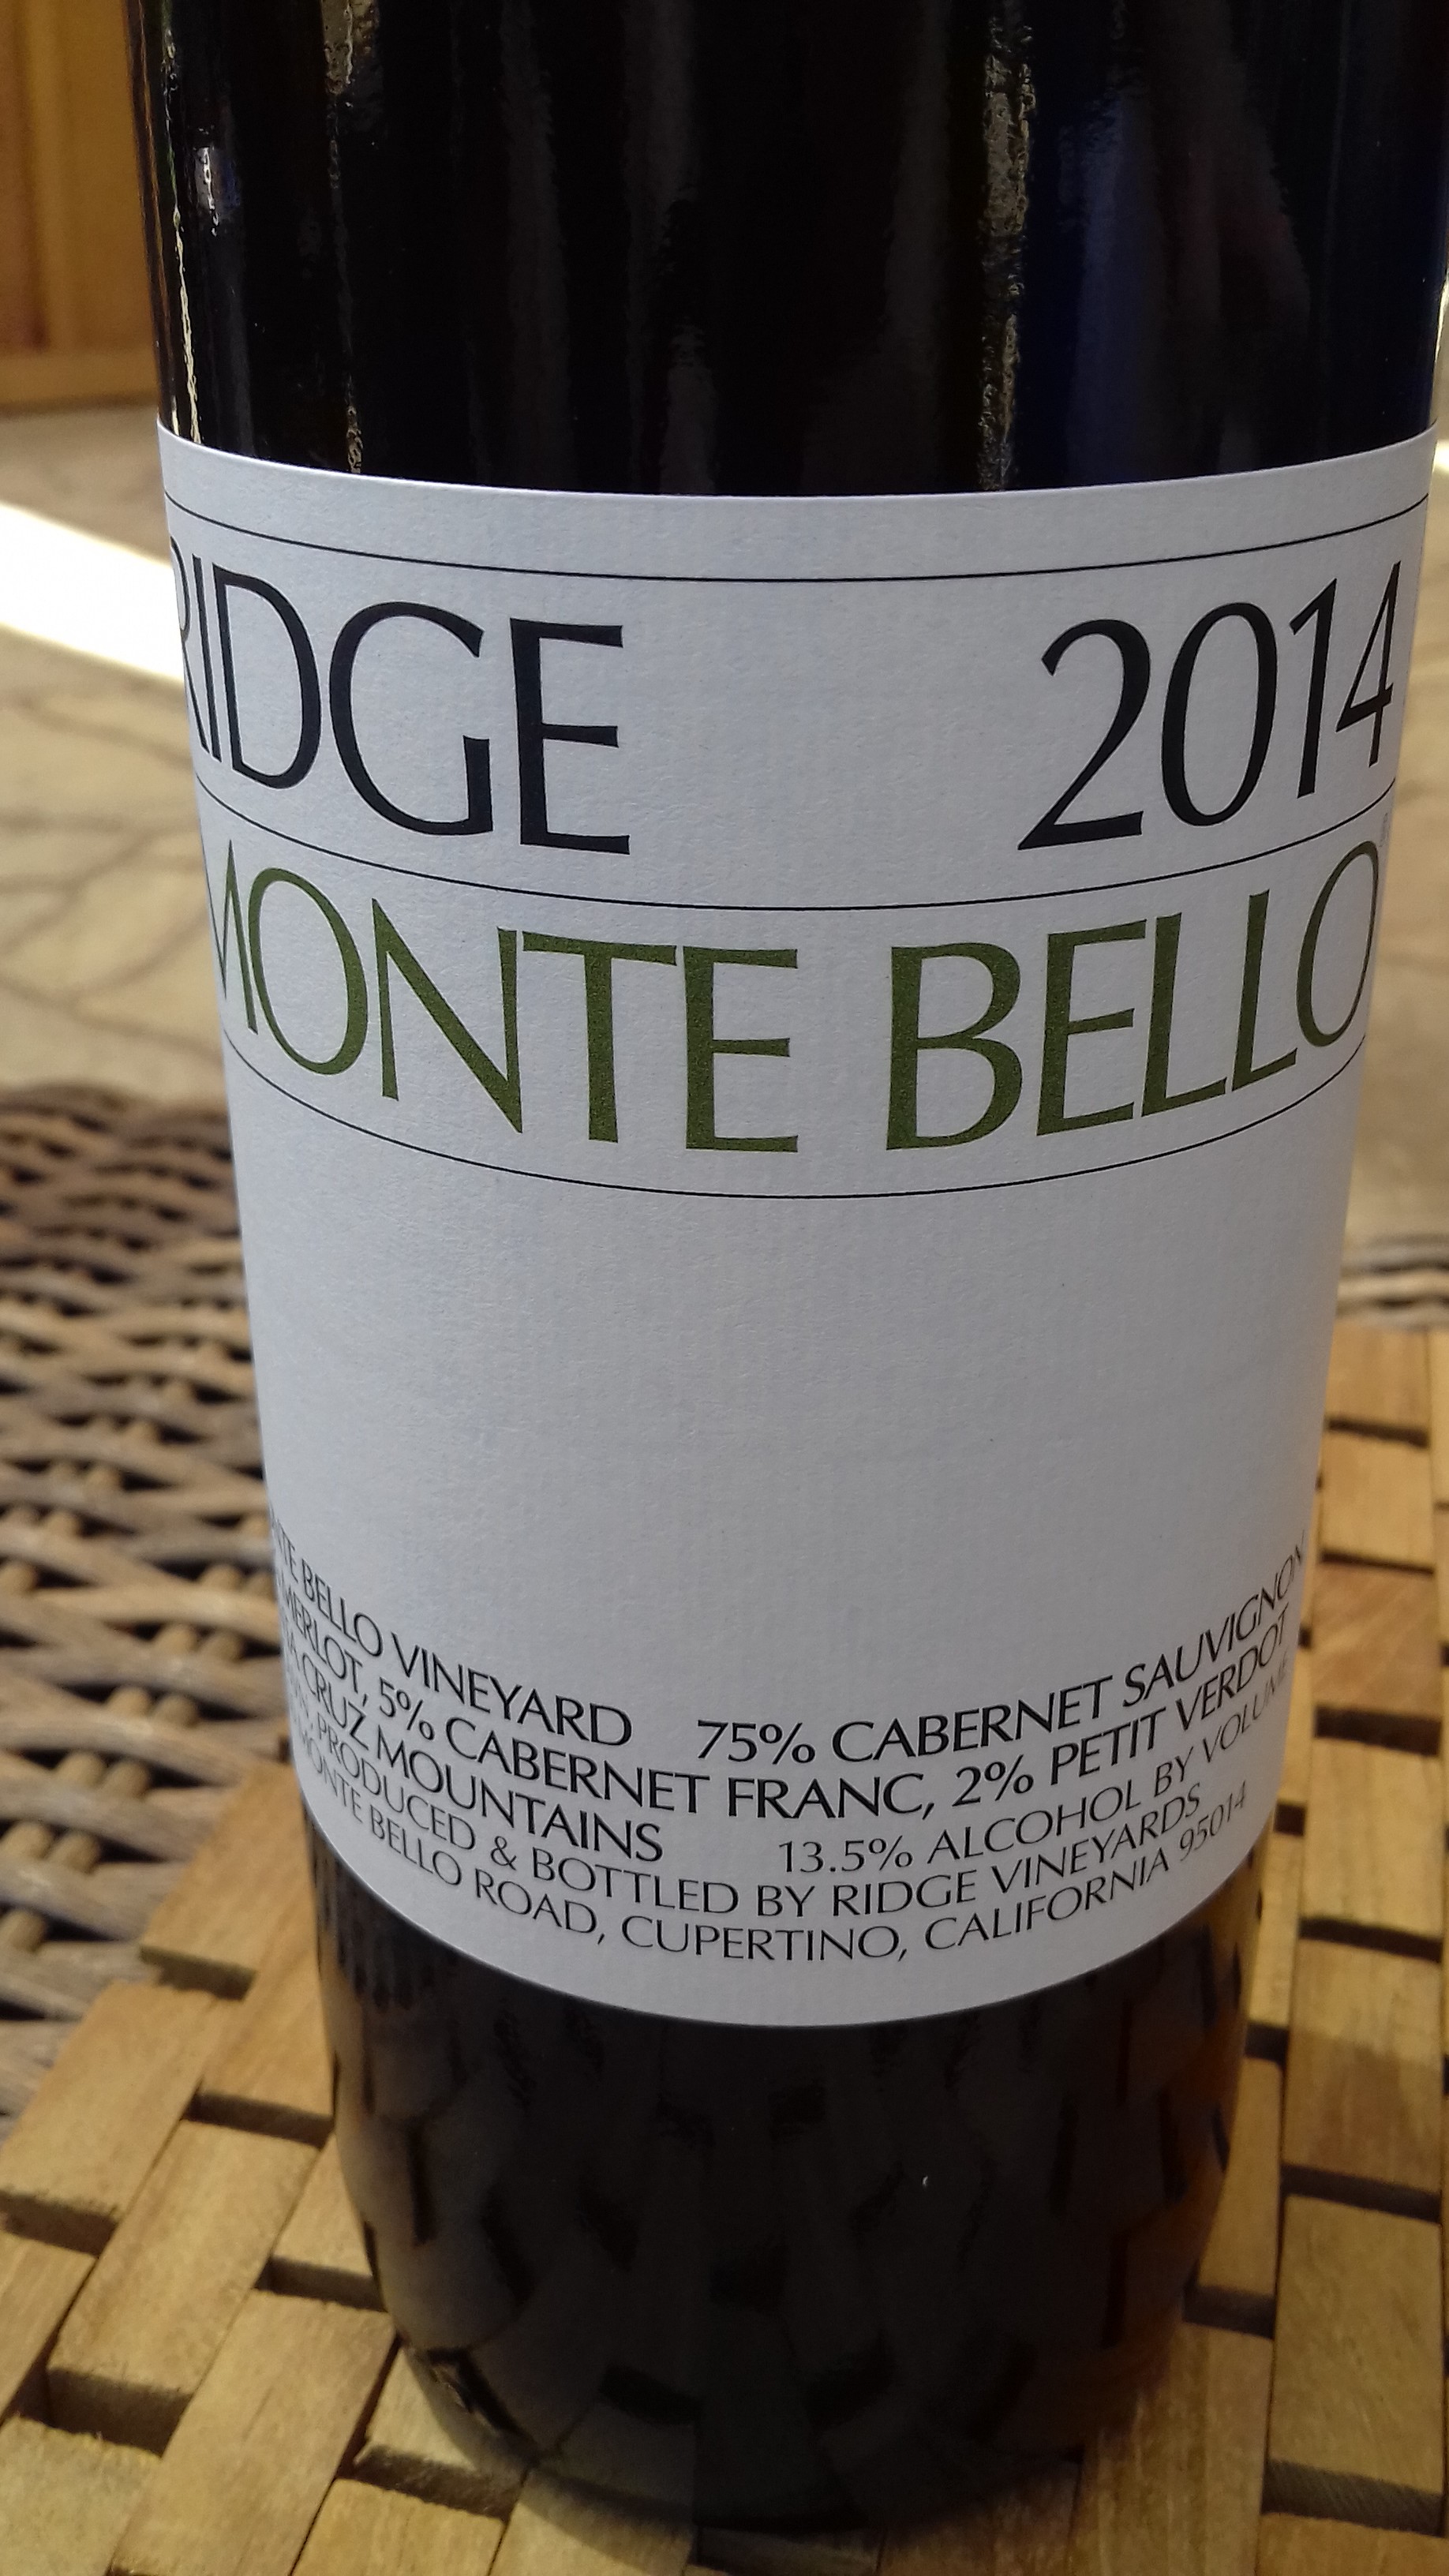 RIDGE 2014
MONTE BELLO
BELLO VINEYARD 75% CABERNET SAUVIGNON
MERLOT, 5% CABERNET FRANC, 2% PETIT VERDOT
CRUZ MOUNTAINS 13.5% ALCOHOL BY VOLUME
PRODUCED & BOTTLED BY RIDGE VINEYARDS
MONTE BELLO ROAD, CUPERTINO, CALIFORNIA 95014